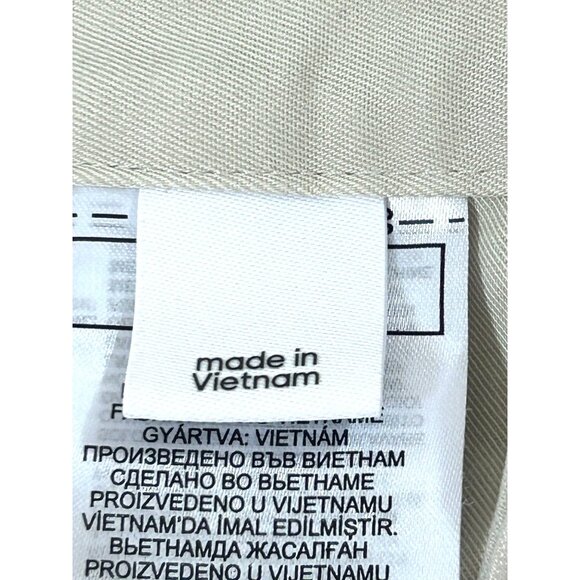 made in
Vietnam
GYÁRTVA: VIETNÁM
ПРОИЗВЕДЕНО ВЪВ ВИЕТНАМ
СДЕЛАНО ВО ВЬЕТНАМЕ
PROIZVEDENO U VIJETNAMU
VİETNAM'DA İMAL EDİLMİŞTİR.
ВЬЕТНАМДА ЖАСАЛҒАН
PROIZVEDENO U VIJETNAMU